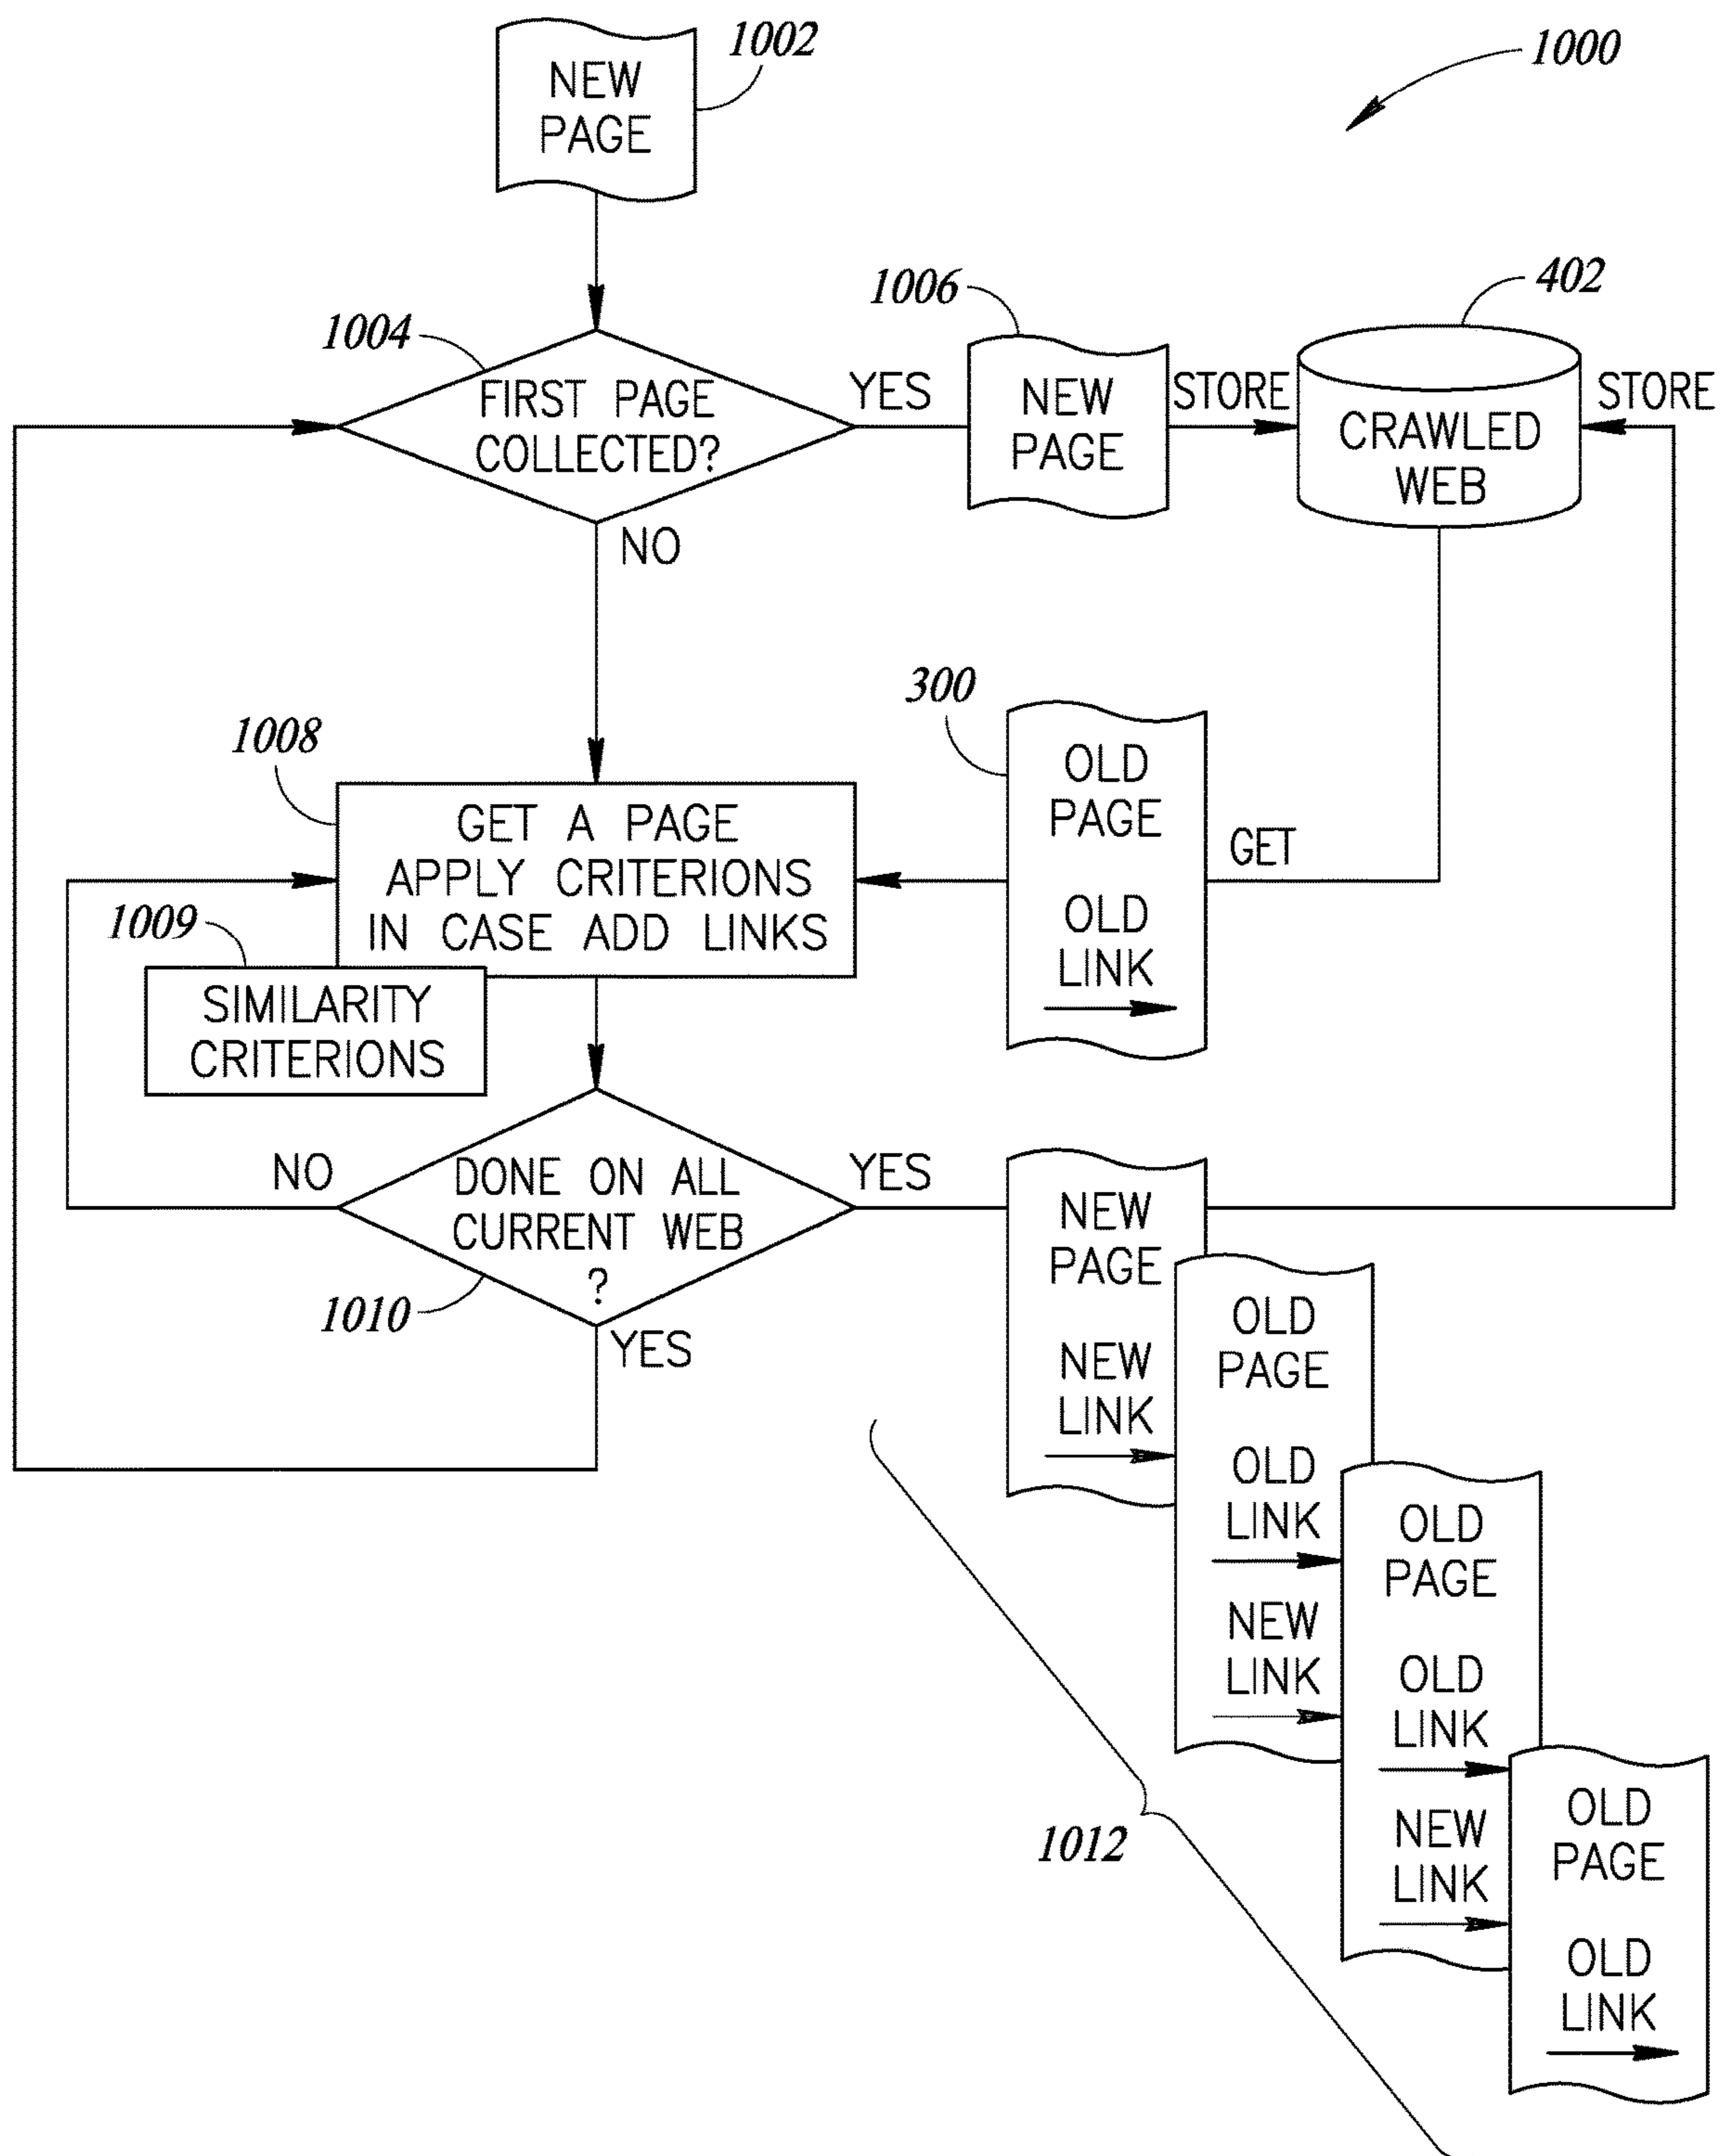 1002
NEW
PAGE
1000
1006
402
1004
FIRST PAGE
COLLECTED?
YES
NEW
PAGE
STORE
CRAWLED
WEB
STORE
NO
300
OLD
PAGE
OLD
LINK
GET
1008
GET A PAGE
APPLY CRITERIONS
IN CASE ADD LINKS
1009
SIMILARITY
CRITERIONS
NO
DONE ON ALL
CURRENT WEB
?
YES
1010
YES
NEW
PAGE
NEW
LINK
OLD
PAGE
OLD
LINK
NEW
LINK
OLD
PAGE
OLD
LINK
NEW
LINK
OLD
PAGE
OLD
LINK
1012